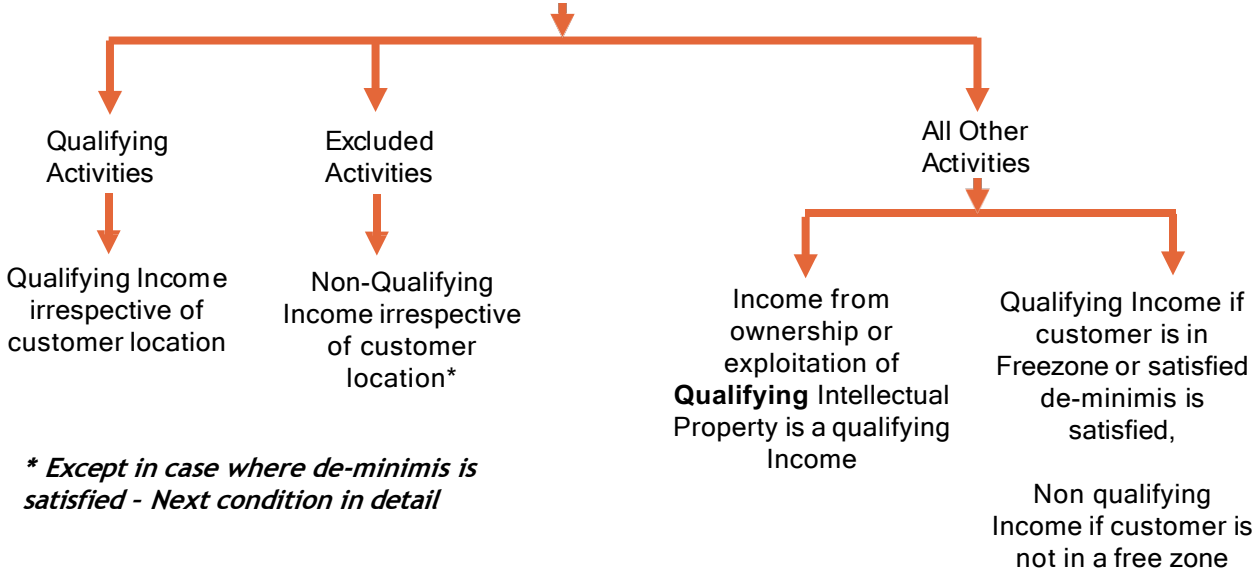 Qualifying
Activities
Excluded
Activities
All Other
Activities
Qualifying Income
irrespective of
customer location
Non-Qualifying
Income irrespective
of customer
location*
Income from
ownership or
exploitation of
Qualifying Intellectual
Property is a qualifying
Income
Qualifying Income if
customer is in
Freezone or satisfied
de-minimis is
satisfied,
Non qualifying
Income if customer is
not in a free zone
* Except in case where de-minimis is
satisfied - Next condition in detail